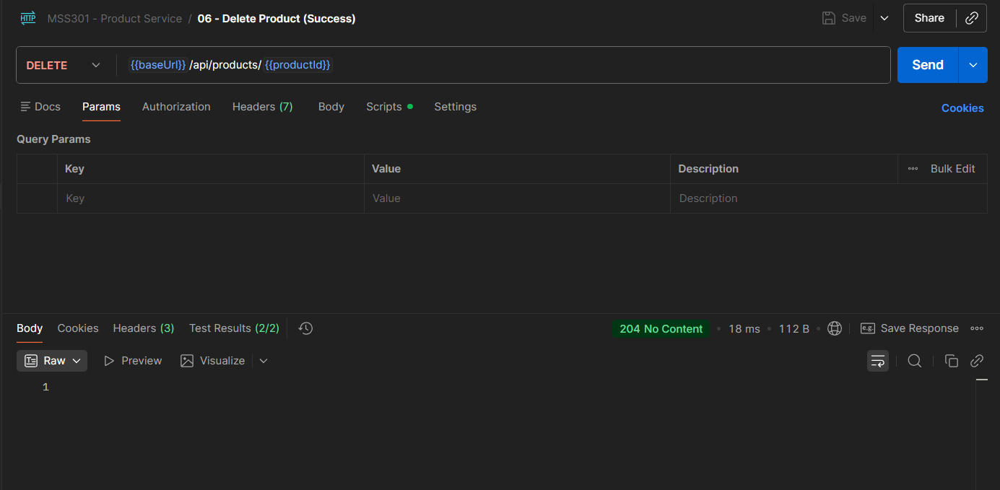 HTTP MSS301 - Product Service / 06 - Delete Product (Success) Save Share
DELETE {{baseUrl}}/api/products/{{productId}} Send
Docs Params Authorization Headers (7) Body Scripts Settings Cookies
Query Params
Key Value Description Bulk Edit
Key Value Description
Body Cookies Headers (3) Test Results (2/2) 204 No Content 18 ms 112 B e.g. Save Response
Raw Preview Visualize
1